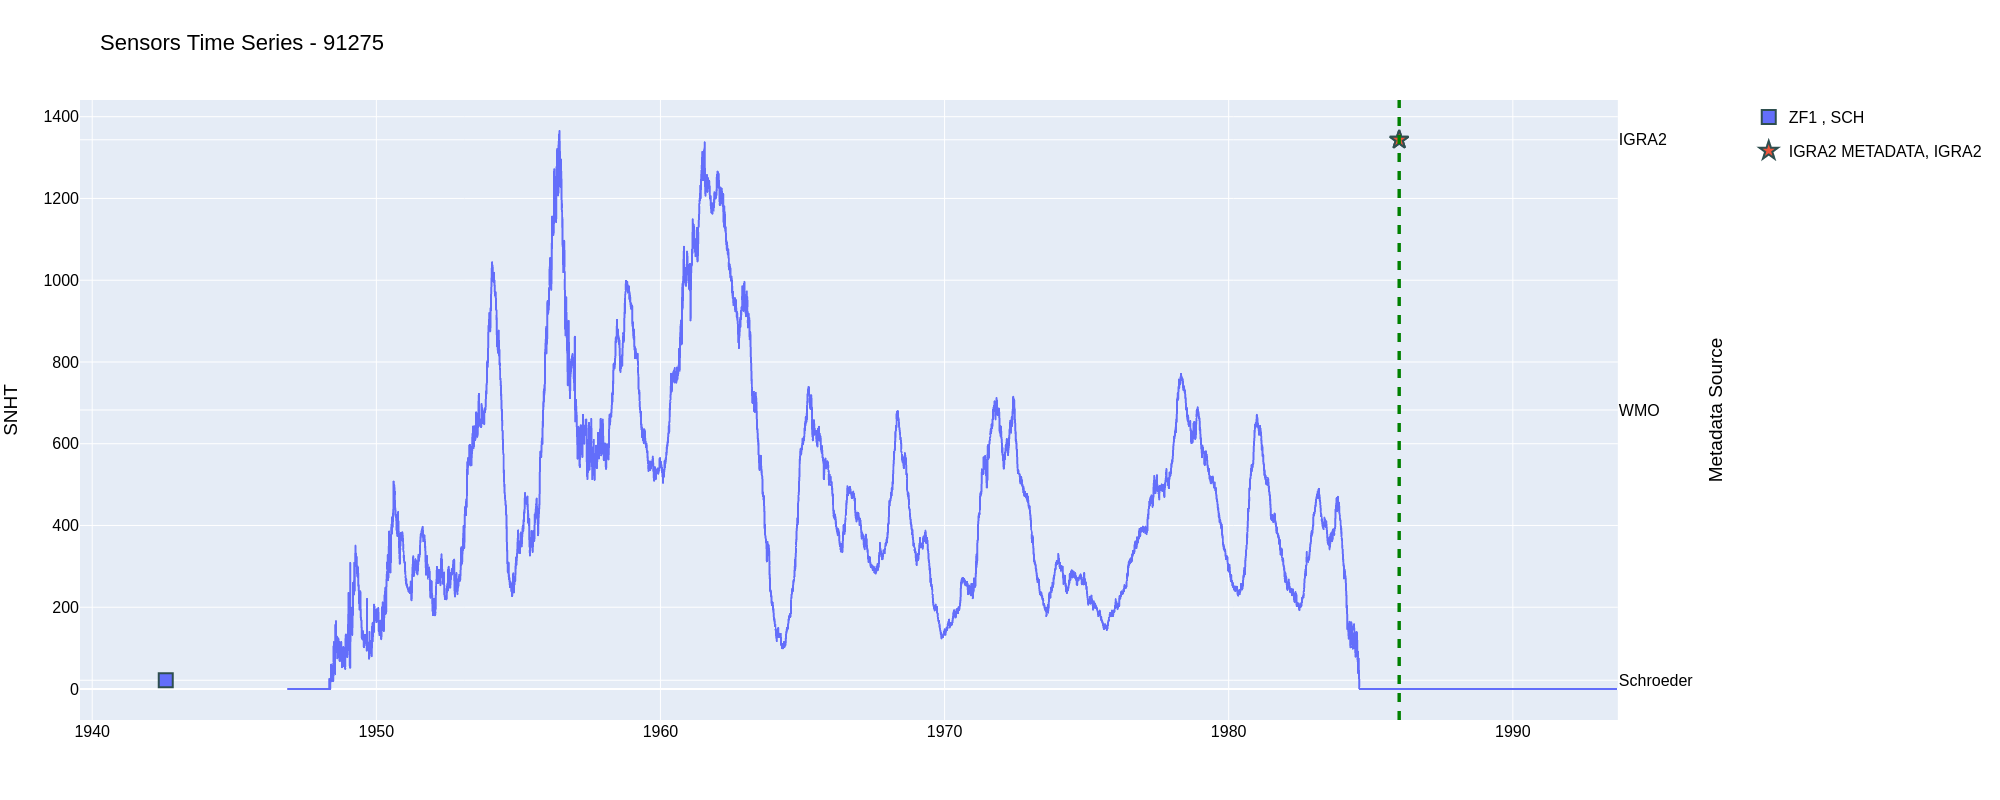 Sensors Time Series - 91275
ZF1 , SCH
IGRA2 METADATA, IGRA2
SNHT
1400
1200
1000
800
600
400
200
0
1940
1950
1960
1970
1980
1990
IGRA2
WMO
Schroeder
Metadata Source